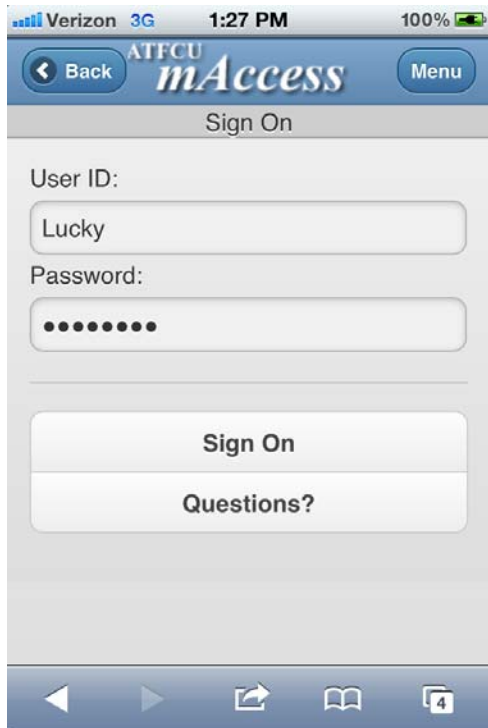 Verizon 3G 1:27 PM 100%
Back ATFCU mAccess Menu
Sign On
User ID:
Lucky
Password:
••••••••
Sign On
Questions?
4